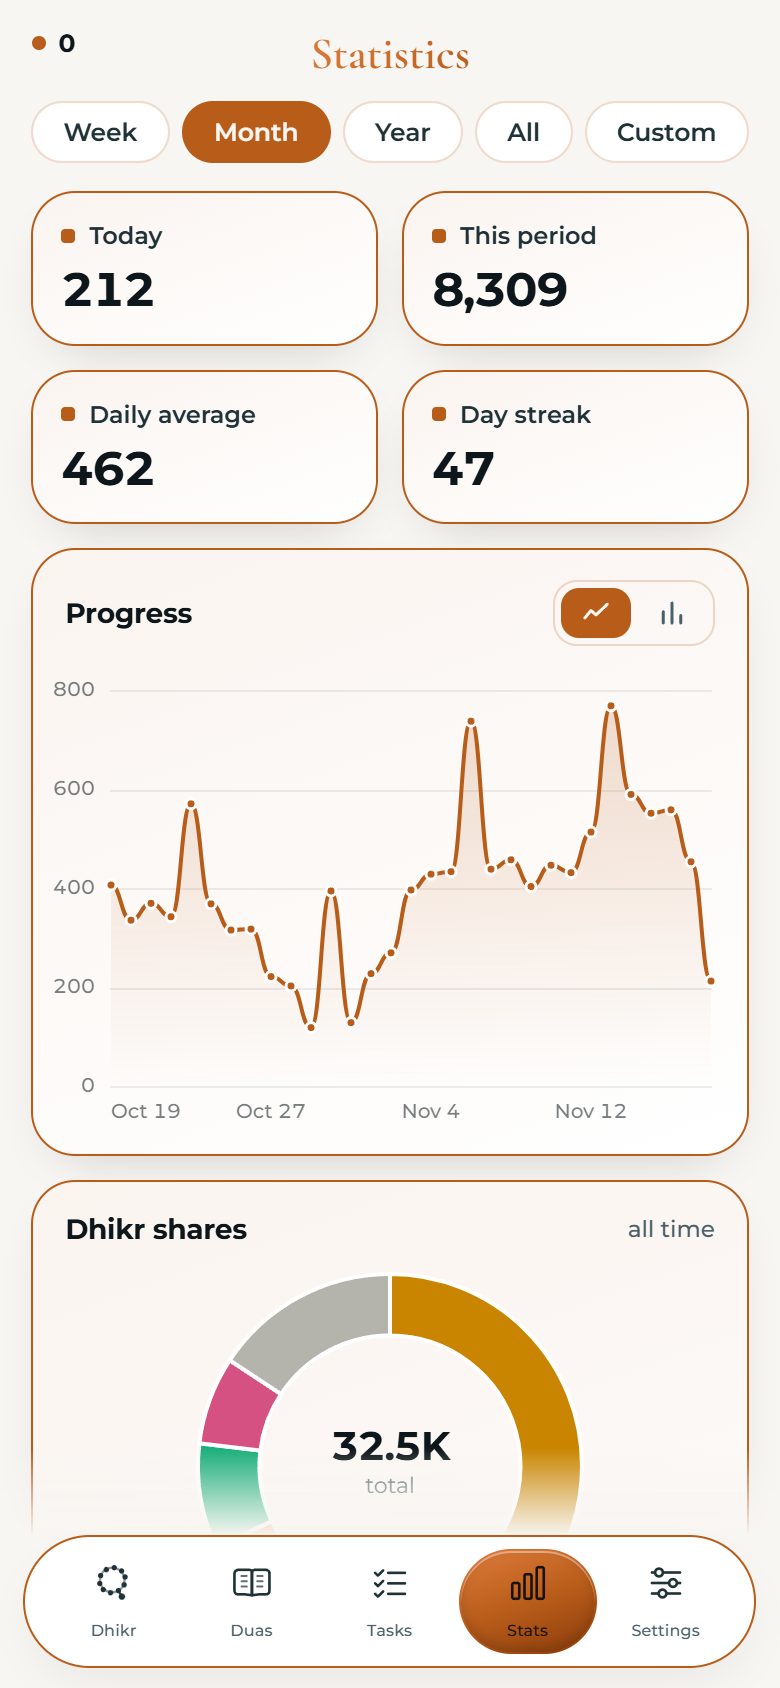 0
Statistics
Week Month Year All Custom
Today
212
This period
8,309
Daily average
462
Day streak
47
Progress
800
600
400
200
0
Oct 19 Oct 27 Nov 4 Nov 12
Dhikr shares all time
32.5K
total
Dhikr Duas Tasks Stats Settings